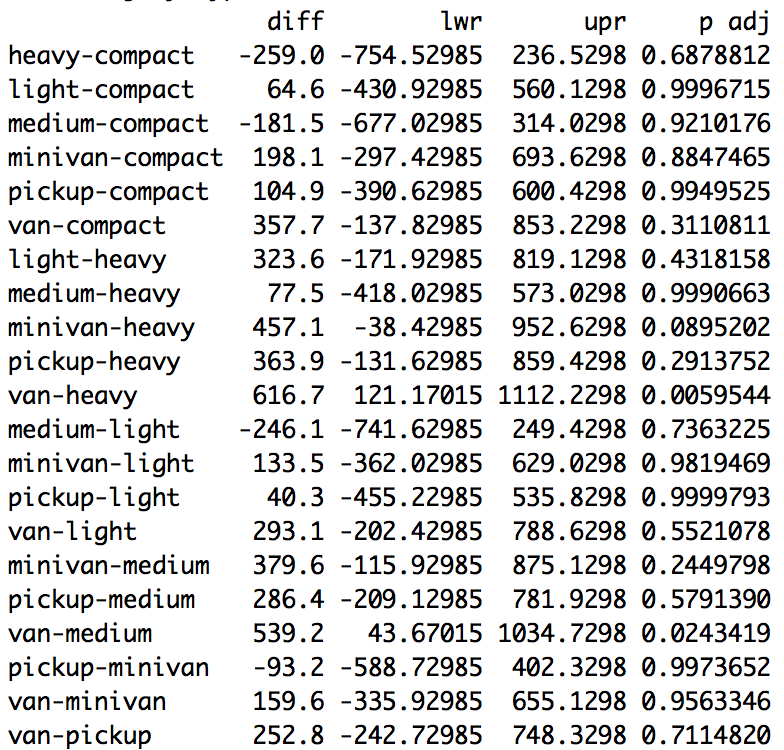 diff lwr upr p adj
heavy-compact -259.0 -754.52985 236.5298 0.6878812
light-compact 64.6 -430.92985 560.1298 0.9996715
medium-compact -181.5 -677.02985 314.0298 0.9210176
minivan-compact 198.1 -297.42985 693.6298 0.8847465
pickup-compact 104.9 -390.62985 600.4298 0.9949525
van-compact 357.7 -137.82985 853.2298 0.3110811
light-heavy 323.6 -171.92985 819.1298 0.4318158
medium-heavy 77.5 -418.02985 573.0298 0.9990663
minivan-heavy 457.1 -38.42985 952.6298 0.0895202
pickup-heavy 363.9 -131.62985 859.4298 0.2913752
van-heavy 616.7 121.17015 1112.2298 0.0059544
medium-light -246.1 -741.62985 249.4298 0.7363225
minivan-light 133.5 -362.02985 629.0298 0.9819469
pickup-light 40.3 -455.22985 535.8298 0.9999793
van-light 293.1 -202.42985 788.6298 0.5521078
minivan-medium 379.6 -115.92985 875.1298 0.2449798
pickup-medium 286.4 -209.12985 781.9298 0.5791390
van-medium 539.2 43.67015 1034.7298 0.0243419
pickup-minivan -93.2 -588.72985 402.3298 0.9973652
van-minivan 159.6 -335.92985 655.1298 0.9563346
van-pickup 252.8 -242.72985 748.3298 0.7114820